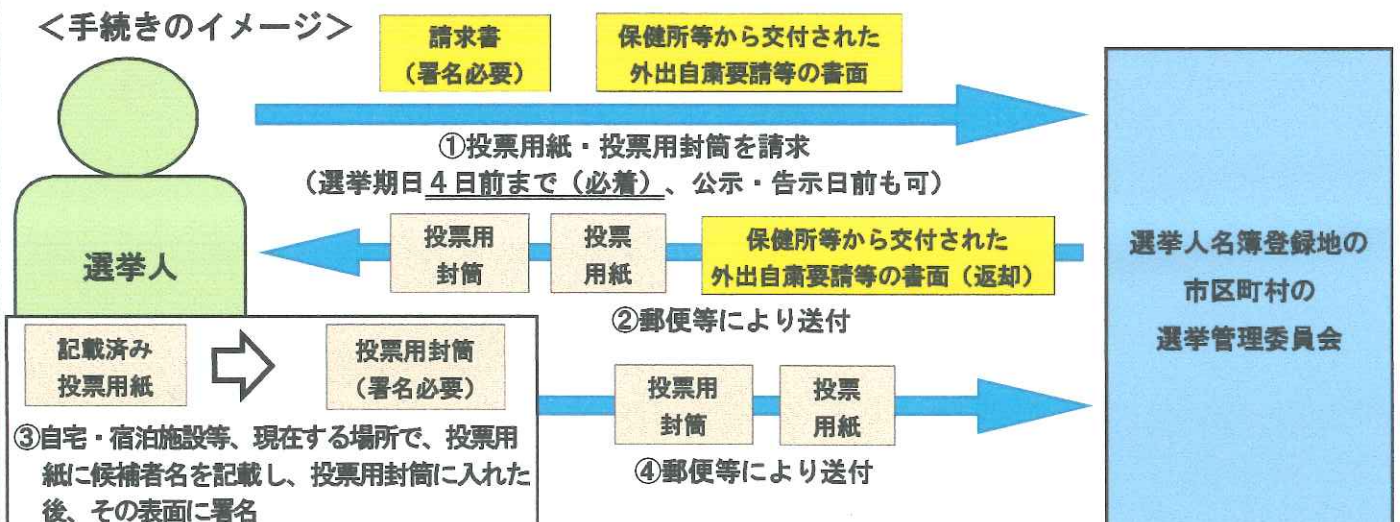 ＜手続きのイメージ＞
請求書
（署名必要）
保健所等から交付された
外出自粛要請等の書面
①投票用紙・投票用封筒を請求
（選挙期日４日前まで（必着）、公示・告示日前も可）
選挙人
投票用
封筒
投票
用紙
保健所等から交付された
外出自粛要請等の書面（返却）
②郵便等により送付
選挙人名簿登録地の
市区町村の
選挙管理委員会
記載済み
投票用紙
投票用封筒
（署名必要）
③自宅・宿泊施設等、現在する場所で、投票用
紙に候補者名を記載し、投票用封筒に入れた
後、その表面に署名
投票用
封筒
投票
用紙
④郵便等により送付